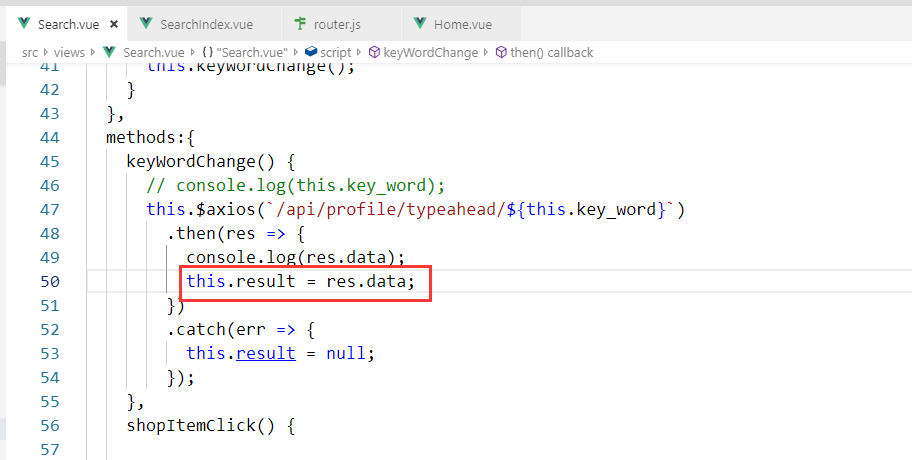 Search.vue × SearchIndex.vue router.js Home.vue
src > views > Search.vue > {} "Search.vue" > script > keyWordChange > then() callback
41 this.keyWordChange();
42 }
43 },
44 methods:{
45 keyWordChange() {
46 // console.log(this.key_word);
47 this.$axios(`/api/profile/typeahead/${this.key_word}`)
48 .then(res => {
49 console.log(res.data);
50 this.result = res.data;
51 })
52 .catch(err => {
53 this.result = null;
54 });
55 },
56 shopItemClick() {
57